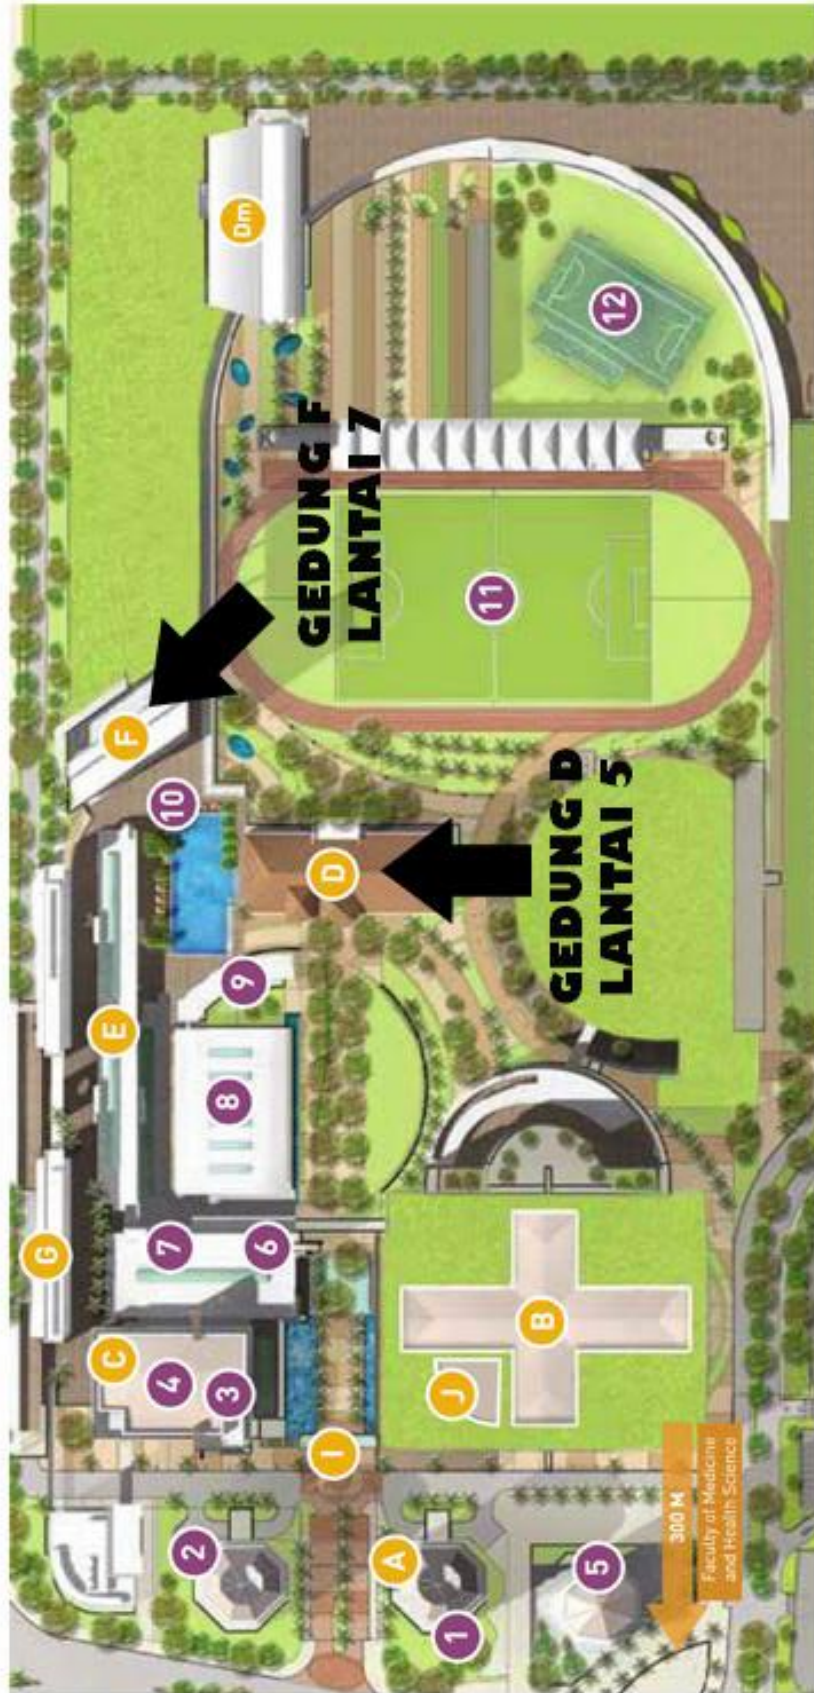 G
C
E
F
4
7
10
2
3
8
9
Dm
6
GEDUNG F
LANTAI 7
I
D
A
J
1
11
B
GEDUNG D
LANTAI 5
5
12
300 M
Faculty of Medicine
and Health Science